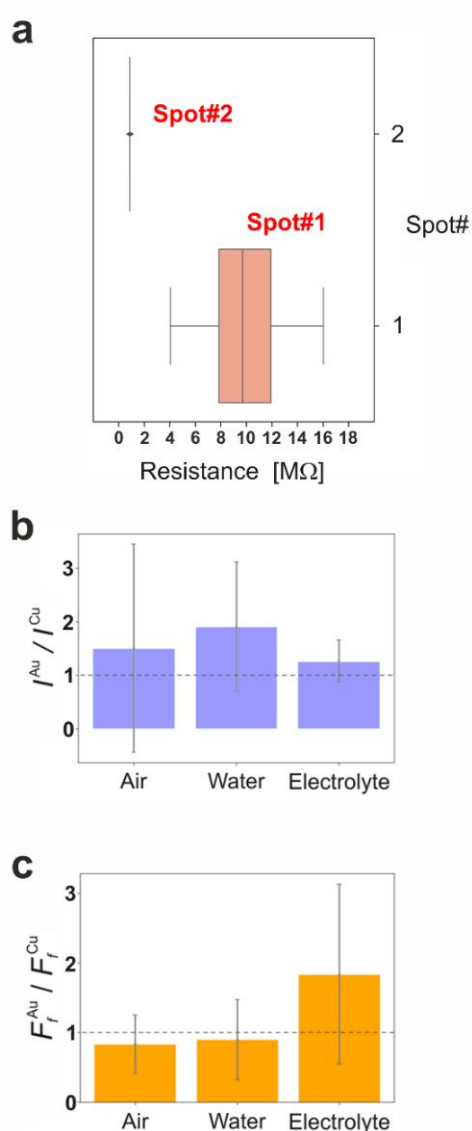 a
Spot#2
2
Spot#
Spot#1
1
0 2 4 6 8 10 12 14 16 18
Resistance [MΩ]
b
3
2
1
0
I^Au / I^Cu
Air Water Electrolyte
c
3
2
1
0
F_f^Au / F_f^Cu
Air Water Electrolyte